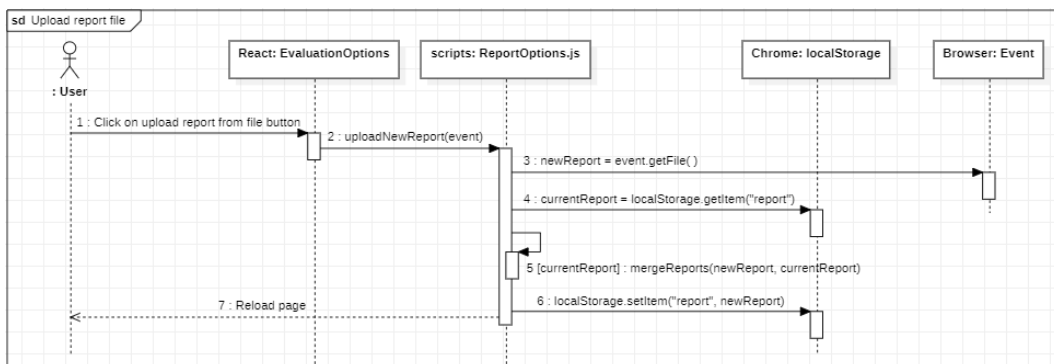 sd Upload report file
React: EvaluationOptions
scripts: ReportOptions.js
Chrome: localStorage
Browser: Event
: User
1 : Click on upload report from file button
2 : uploadNewReport(event)
3 : newReport = event.getFile( )
4 : currentReport = localStorage.getItem("report")
5 [currentReport] : mergeReports(newReport, currentReport)
6 : localStorage.setItem("report", newReport)
7 : Reload page